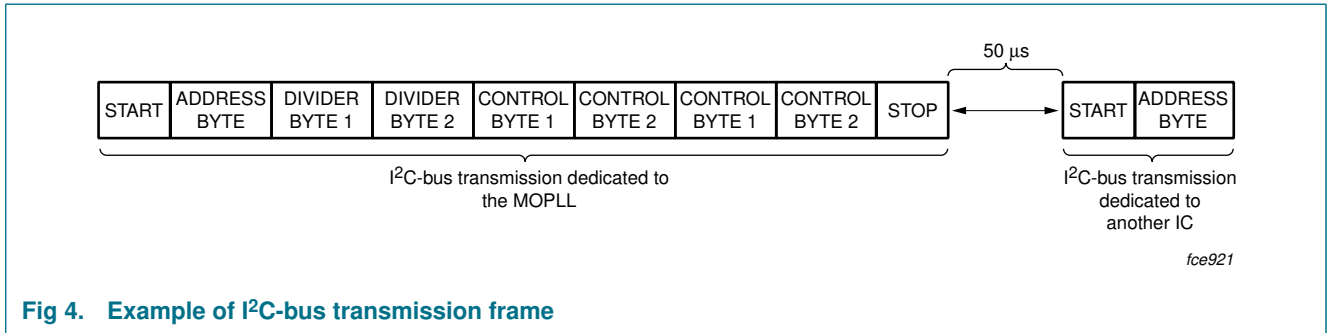 50 μs
START
ADDRESS
BYTE
DIVIDER
BYTE 1
DIVIDER
BYTE 2
CONTROL
BYTE 1
CONTROL
BYTE 2
CONTROL
BYTE 1
CONTROL
BYTE 2
STOP
START
ADDRESS
BYTE
I²C-bus transmission dedicated to
the MOPLL
I²C-bus transmission
dedicated to
another IC
fce921
Fig 4. Example of I²C-bus transmission frame